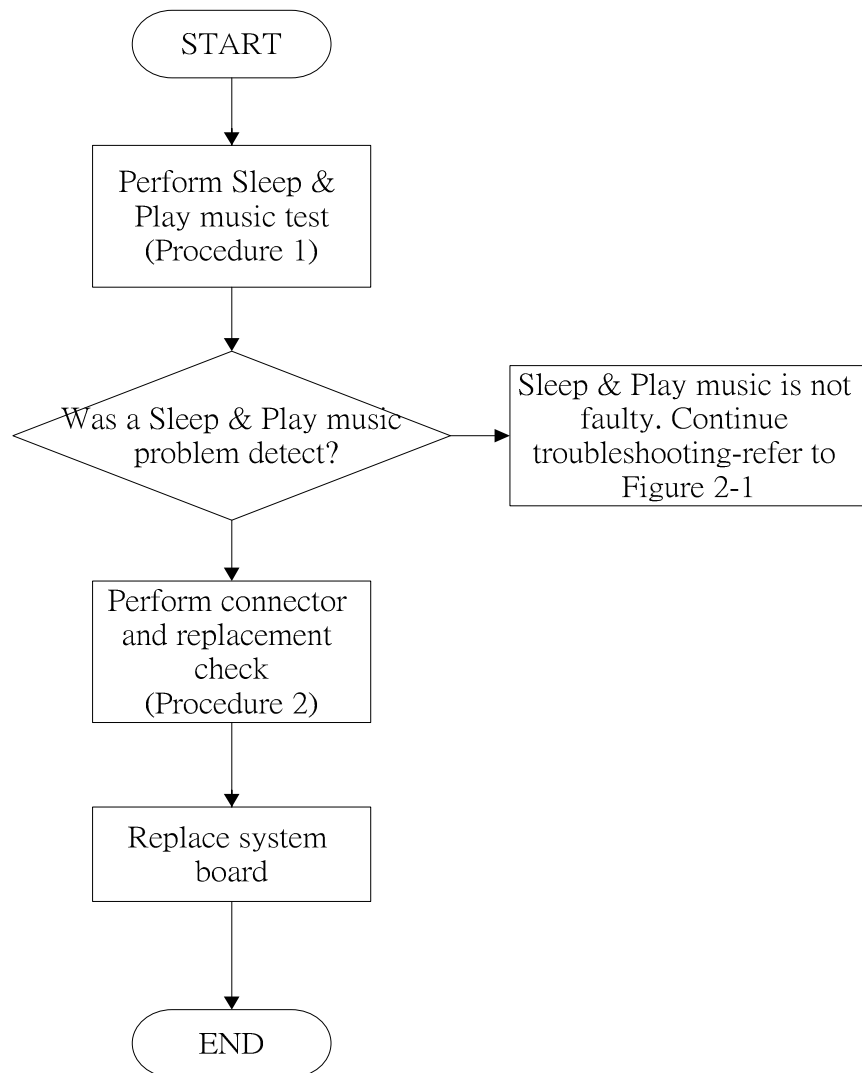 START
Perform Sleep &
Play music test
(Procedure 1)
Was a Sleep & Play music
problem detect?
Sleep & Play music is not
faulty. Continue
troubleshooting-refer to
Figure 2-1
Perform connector
and replacement
check
(Procedure 2)
Replace system
board
END